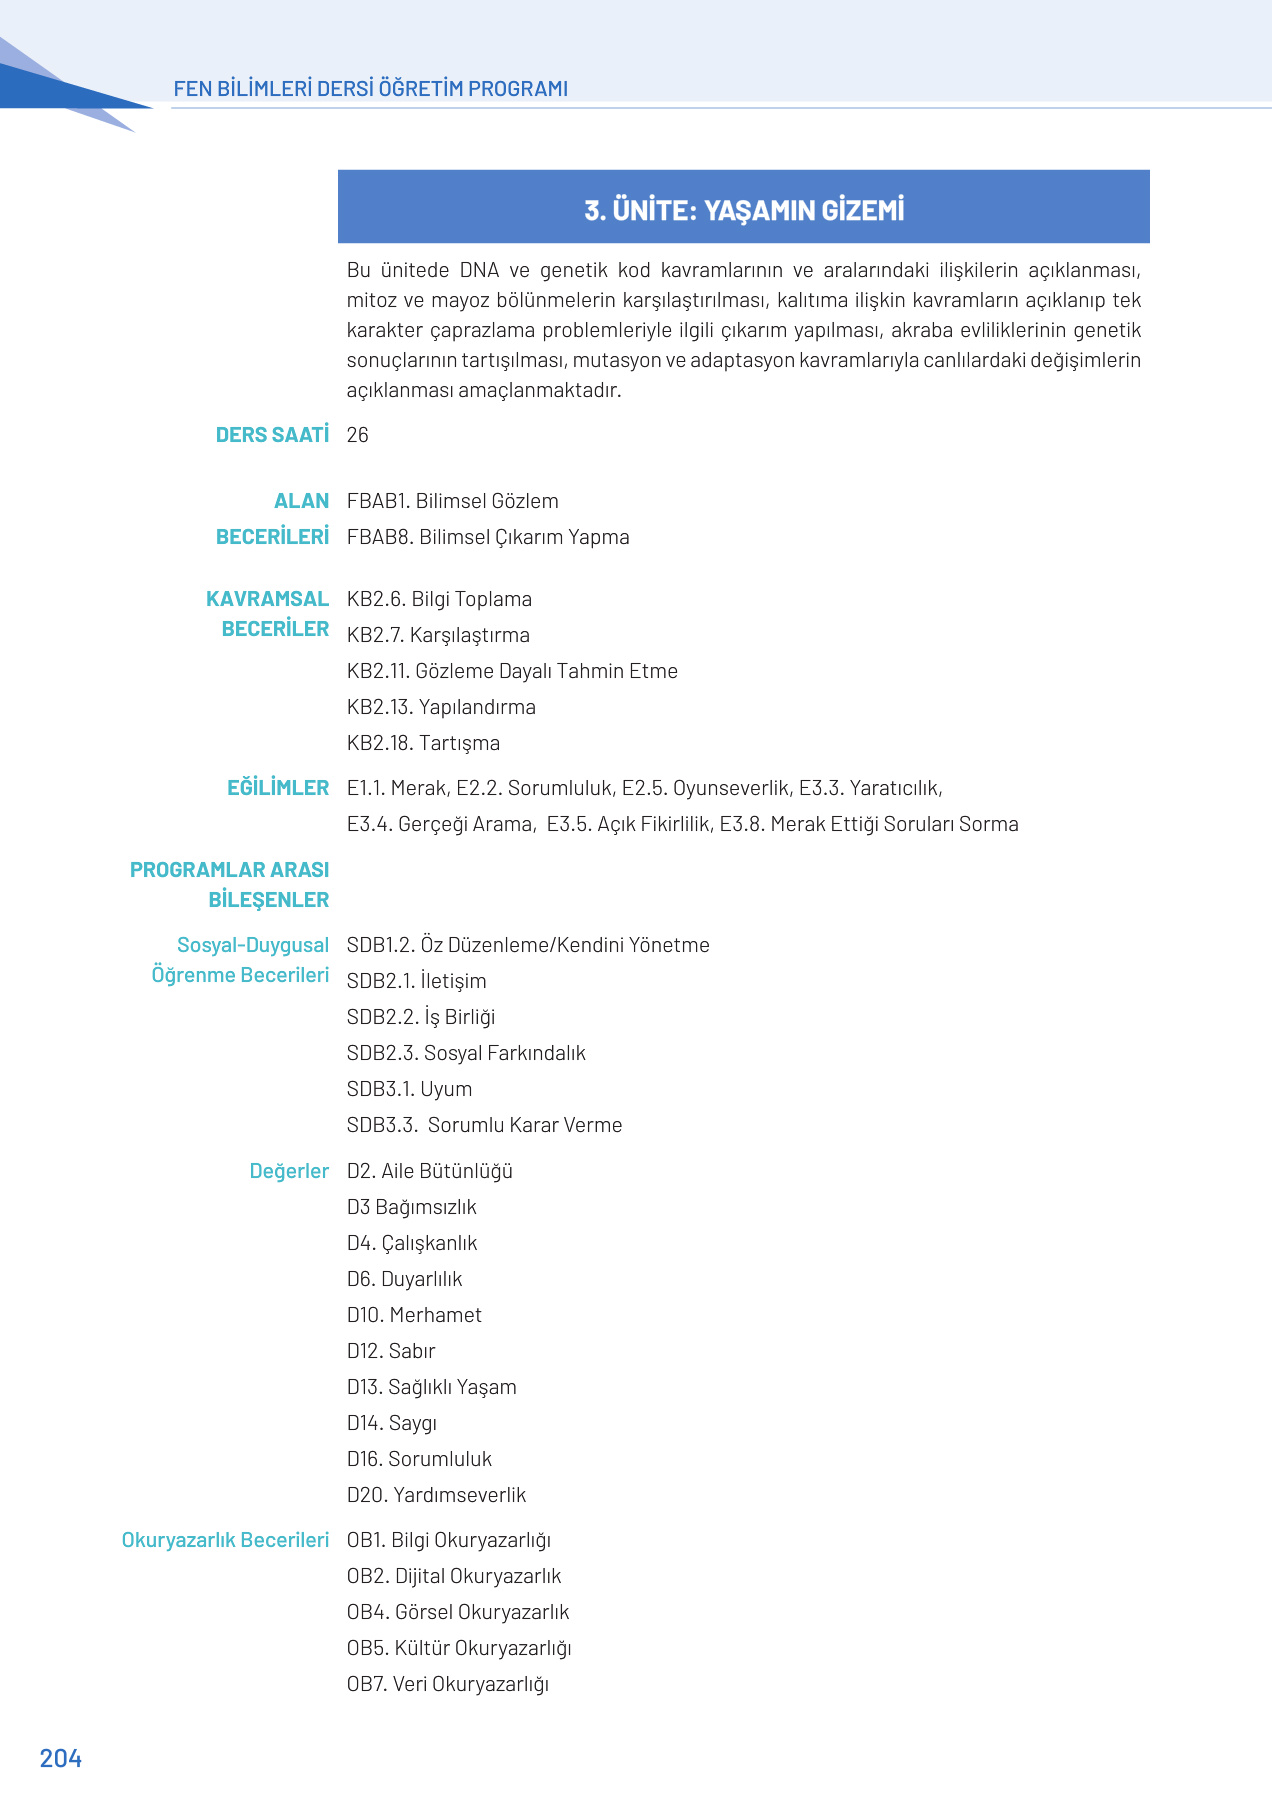 FEN BİLİMLERİ DERSİ ÖĞRETİM PROGRAMI
3. ÜNİTE: YAŞAMIN GİZEMİ
Bu ünitede DNA ve genetik kod kavramlarının ve aralarındaki ilişkilerin açıklanması,
mitoz ve mayoz bölünmelerin karşılaştırılması, kalıtıma ilişkin kavramların açıklanıp tek
karakter çaprazlama problemleriyle ilgili çıkarım yapılması, akraba evliliklerinin genetik
sonuçlarının tartışılması, mutasyon ve adaptasyon kavramlarıyla canlılardaki değişimlerin
açıklanması amaçlanmaktadır.
DERS SAATİ 26
ALAN FBAB1. Bilimsel Gözlem
BECERİLERİ FBAB8. Bilimsel Çıkarım Yapma
KAVRAMSAL KB2.6. Bilgi Toplama
BECERİLER KB2.7. Karşılaştırma
KB2.11. Gözleme Dayalı Tahmin Etme
KB2.13. Yapılandırma
KB2.18. Tartışma
EĞİLİMLER E1.1. Merak, E2.2. Sorumluluk, E2.5. Oyunseverlik, E3.3. Yaratıcılık,
E3.4. Gerçeği Arama, E3.5. Açık Fikirlilik, E3.8. Merak Ettiği Soruları Sorma
PROGRAMLAR ARASI
BİLEŞENLER
Sosyal-Duygusal SDB1.2. Öz Düzenleme/Kendini Yönetme
Öğrenme Becerileri SDB2.1. İletişim
SDB2.2. İş Birliği
SDB2.3. Sosyal Farkındalık
SDB3.1. Uyum
SDB3.3. Sorumlu Karar Verme
Değerler D2. Aile Bütünlüğü
D3 Bağımsızlık
D4. Çalışkanlık
D6. Duyarlılık
D10. Merhamet
D12. Sabır
D13. Sağlıklı Yaşam
D14. Saygı
D16. Sorumluluk
D20. Yardımseverlik
Okuryazarlık Becerileri OB1. Bilgi Okuryazarlığı
OB2. Dijital Okuryazarlık
OB4. Görsel Okuryazarlık
OB5. Kültür Okuryazarlığı
OB7. Veri Okuryazarlığı
204